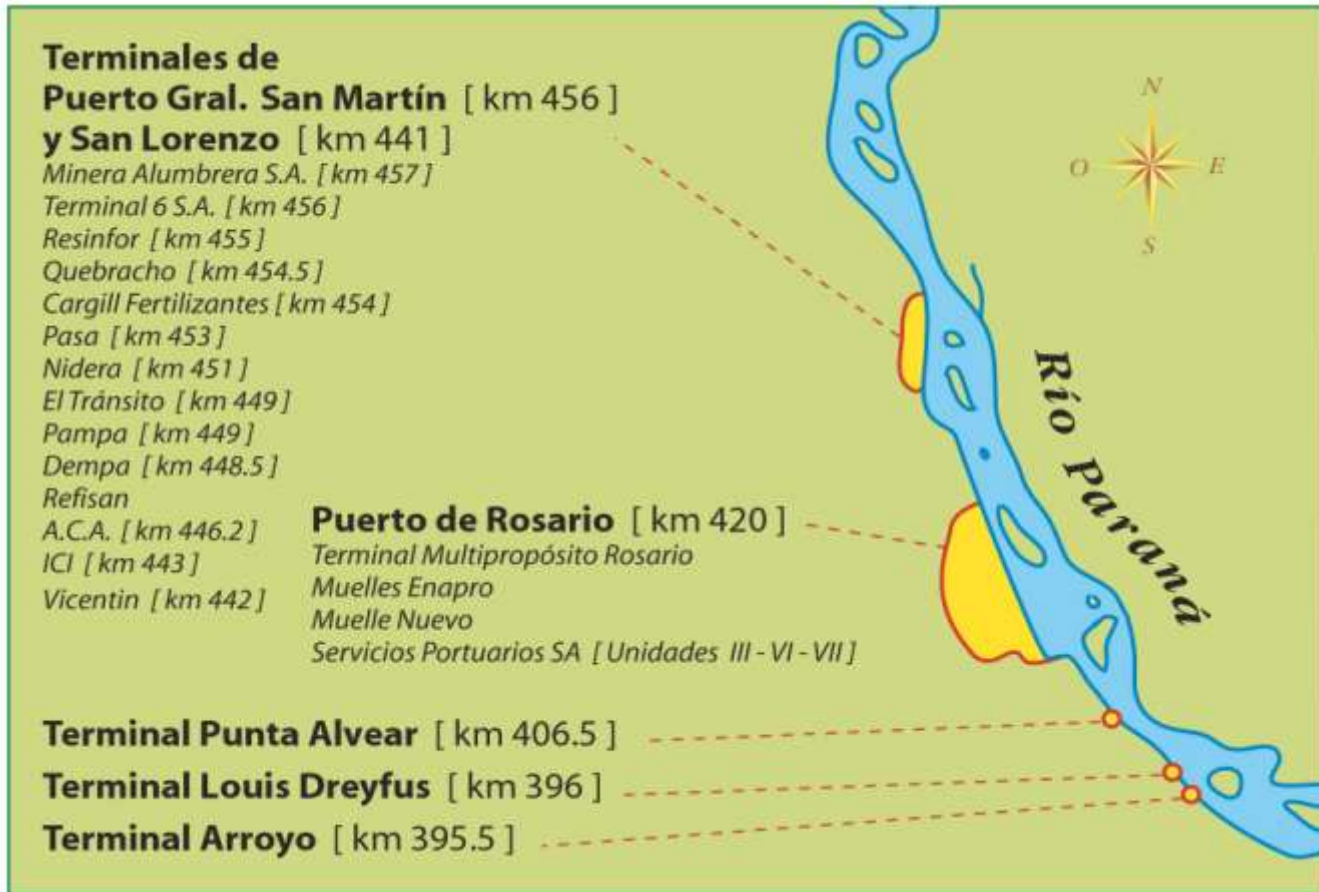 Terminales de
Puerto Gral. San Martín [ km 456 ]
y San Lorenzo [ km 441 ]
Minera Alumbrera S.A. [ km 457 ]
Terminal 6 S.A. [ km 456 ]
Resinfor [ km 455 ]
Quebracho [ km 454.5 ]
Cargill Fertilizantes [ km 454 ]
Pasa [ km 453 ]
Nidera [ km 451 ]
El Tránsito [ km 449 ]
Pampa [ km 449 ]
Dempa [ km 448.5 ]
Refisan
A.C.A. [ km 446.2 ]
ICI [ km 443 ]
Vicentin [ km 442 ]
Puerto de Rosario [ km 420 ]
Terminal Multipropósito Rosario
Muelles Enapro
Muelle Nuevo
Servicios Portuarios SA [ Unidades III - VI - VII ]
Terminal Punta Alvear [ km 406.5 ]
Terminal Louis Dreyfus [ km 396 ]
Terminal Arroyo [ km 395.5 ]
N
O E
S
Río Paraná